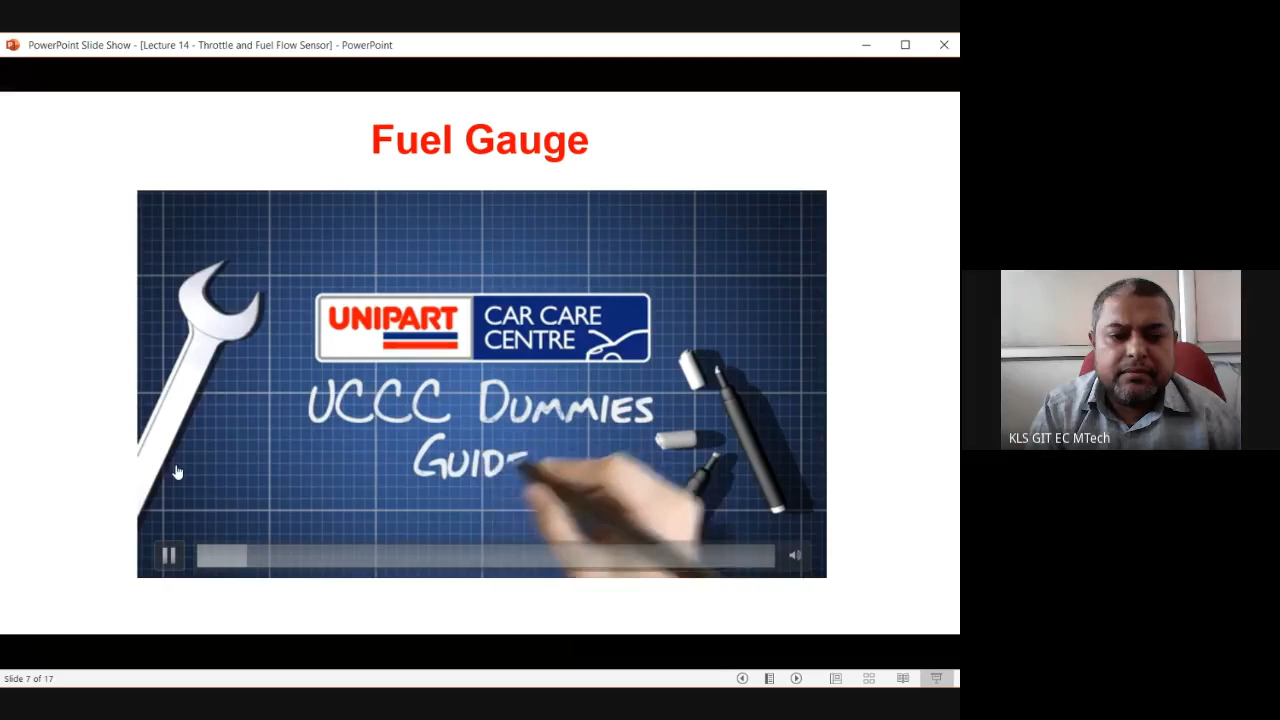 PowerPoint Slide Show - [Lecture 14 - Throttle and Fuel Flow Sensor] - PowerPoint
Fuel Gauge
UNIPART
CAR CARE
CENTRE
UCCC DUMMIES
GUIDE
KLS GIT EC MTech
Slide 7 of 17